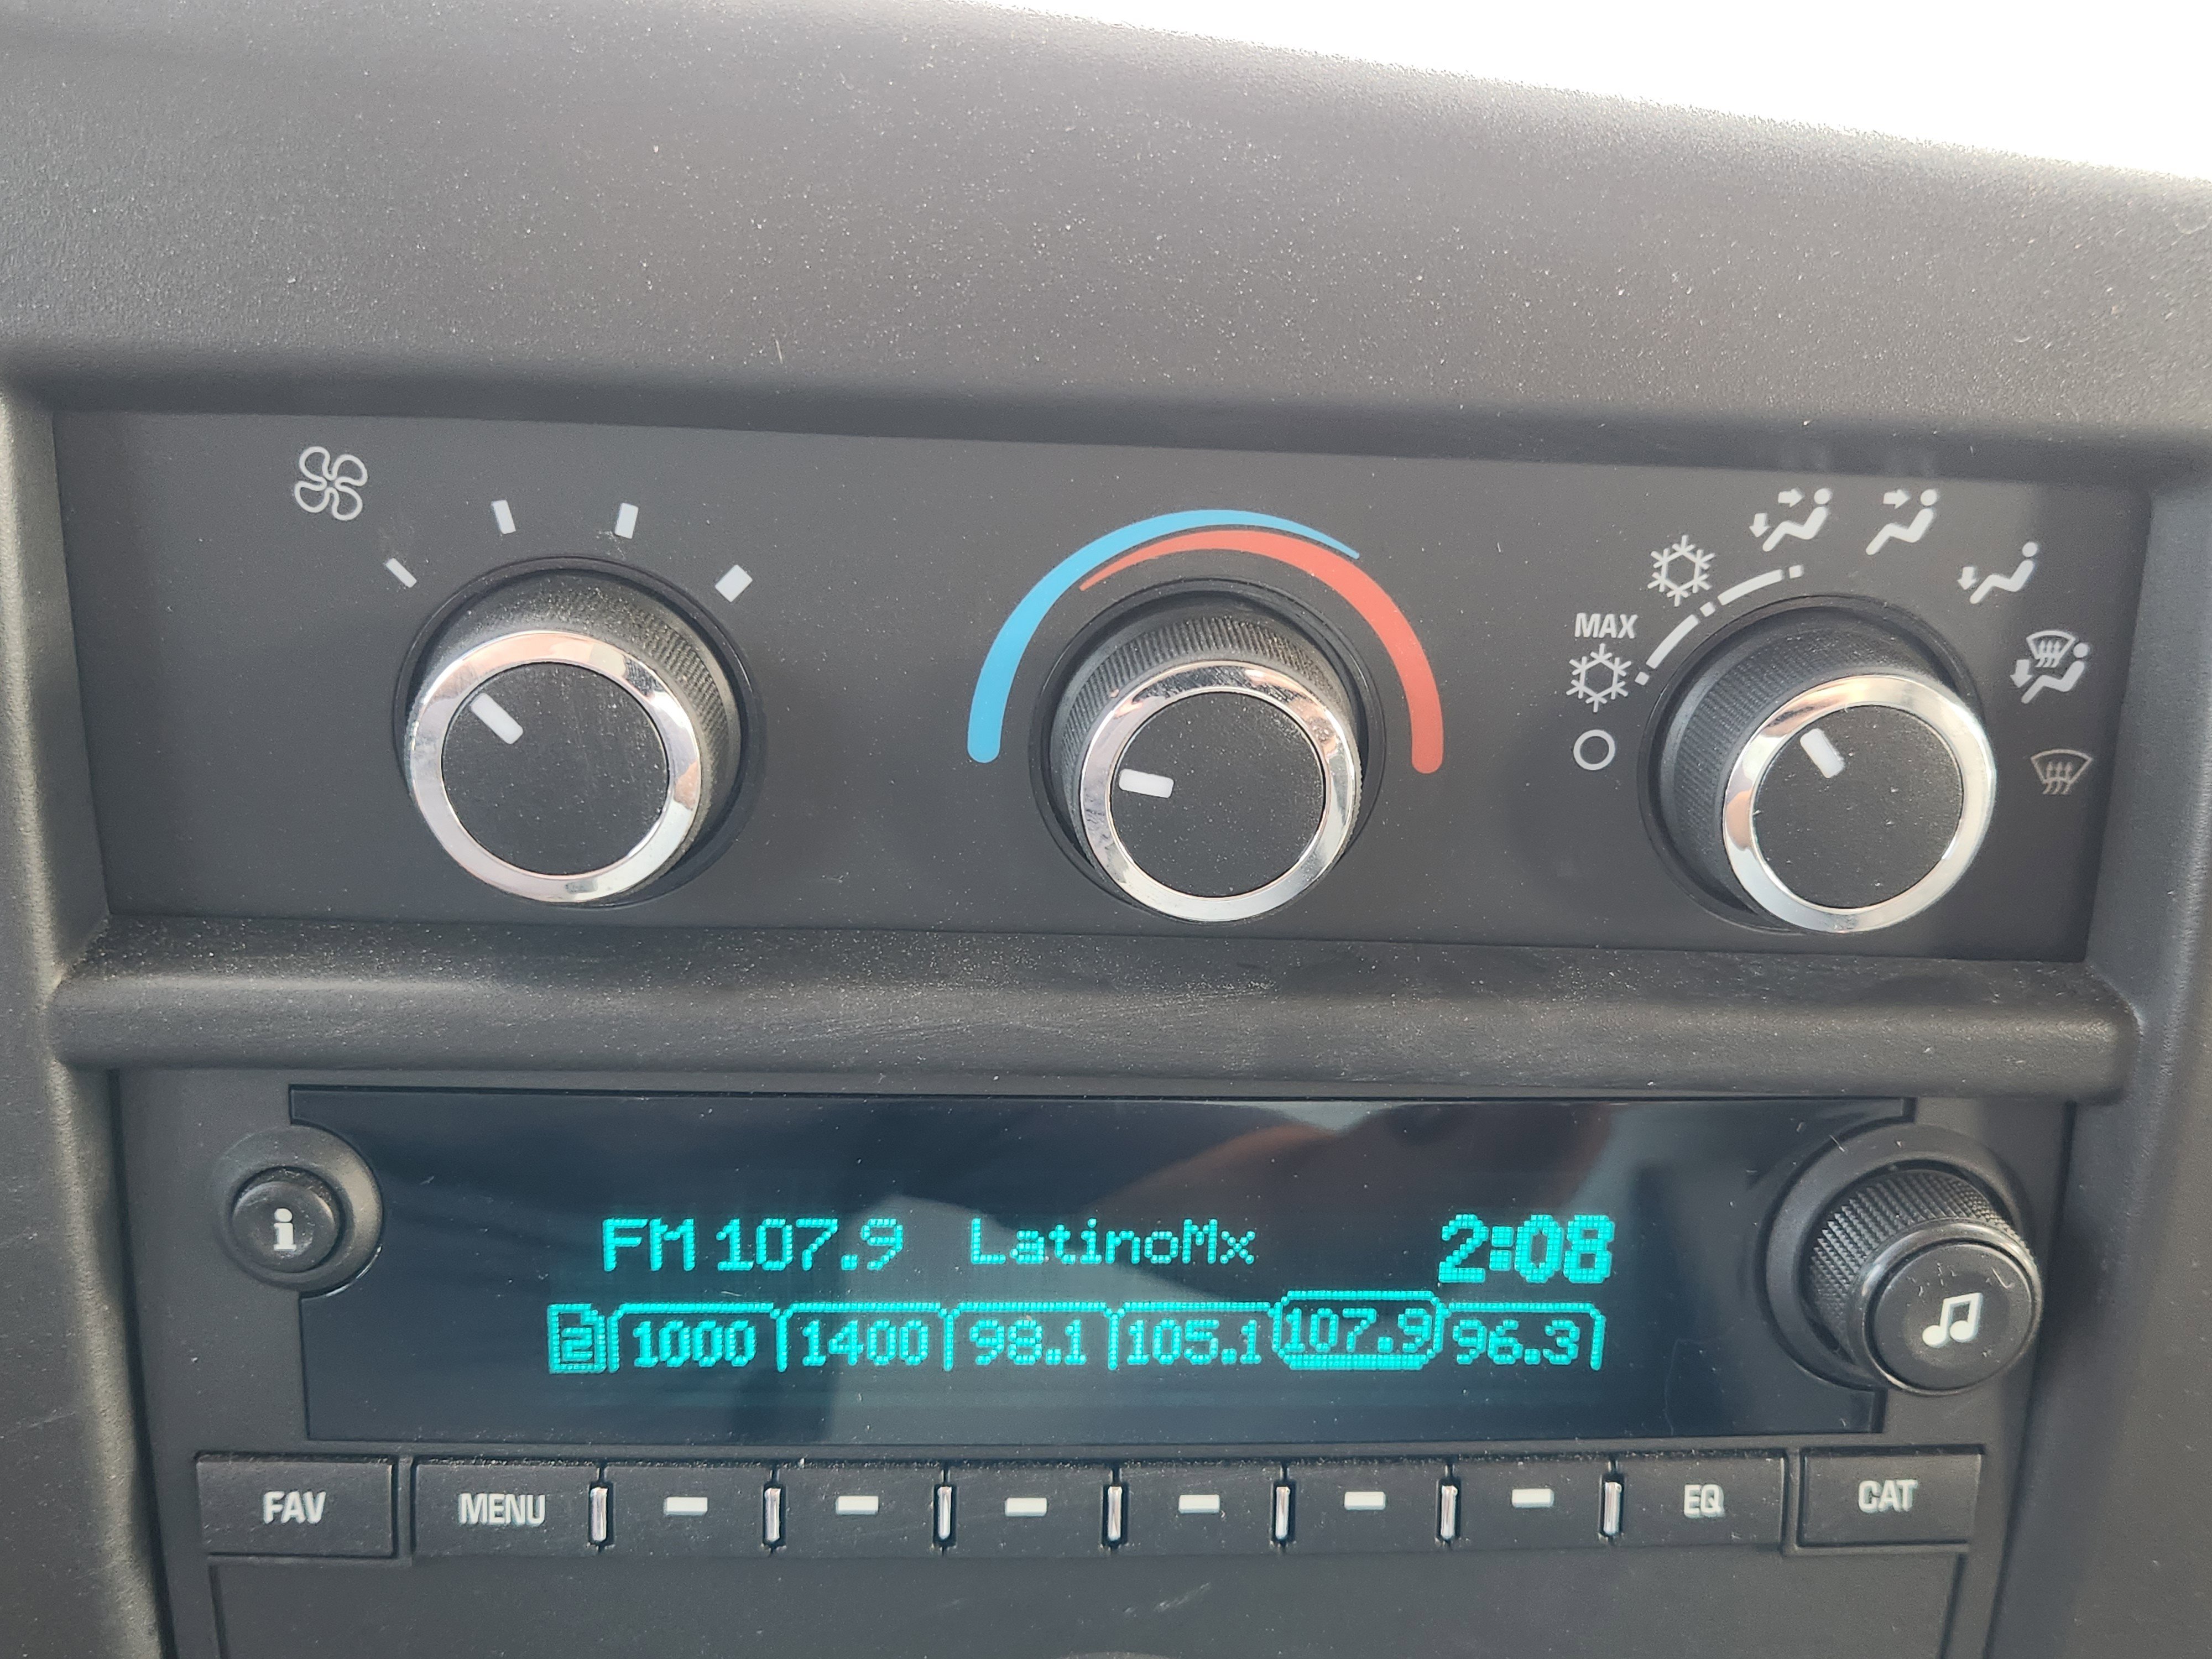 MAX
i
FM 107.9 LatinoMx 2:08
2 1000 1400 98.1 105.1 107.9 96.3
FAV MENU EQ CAT